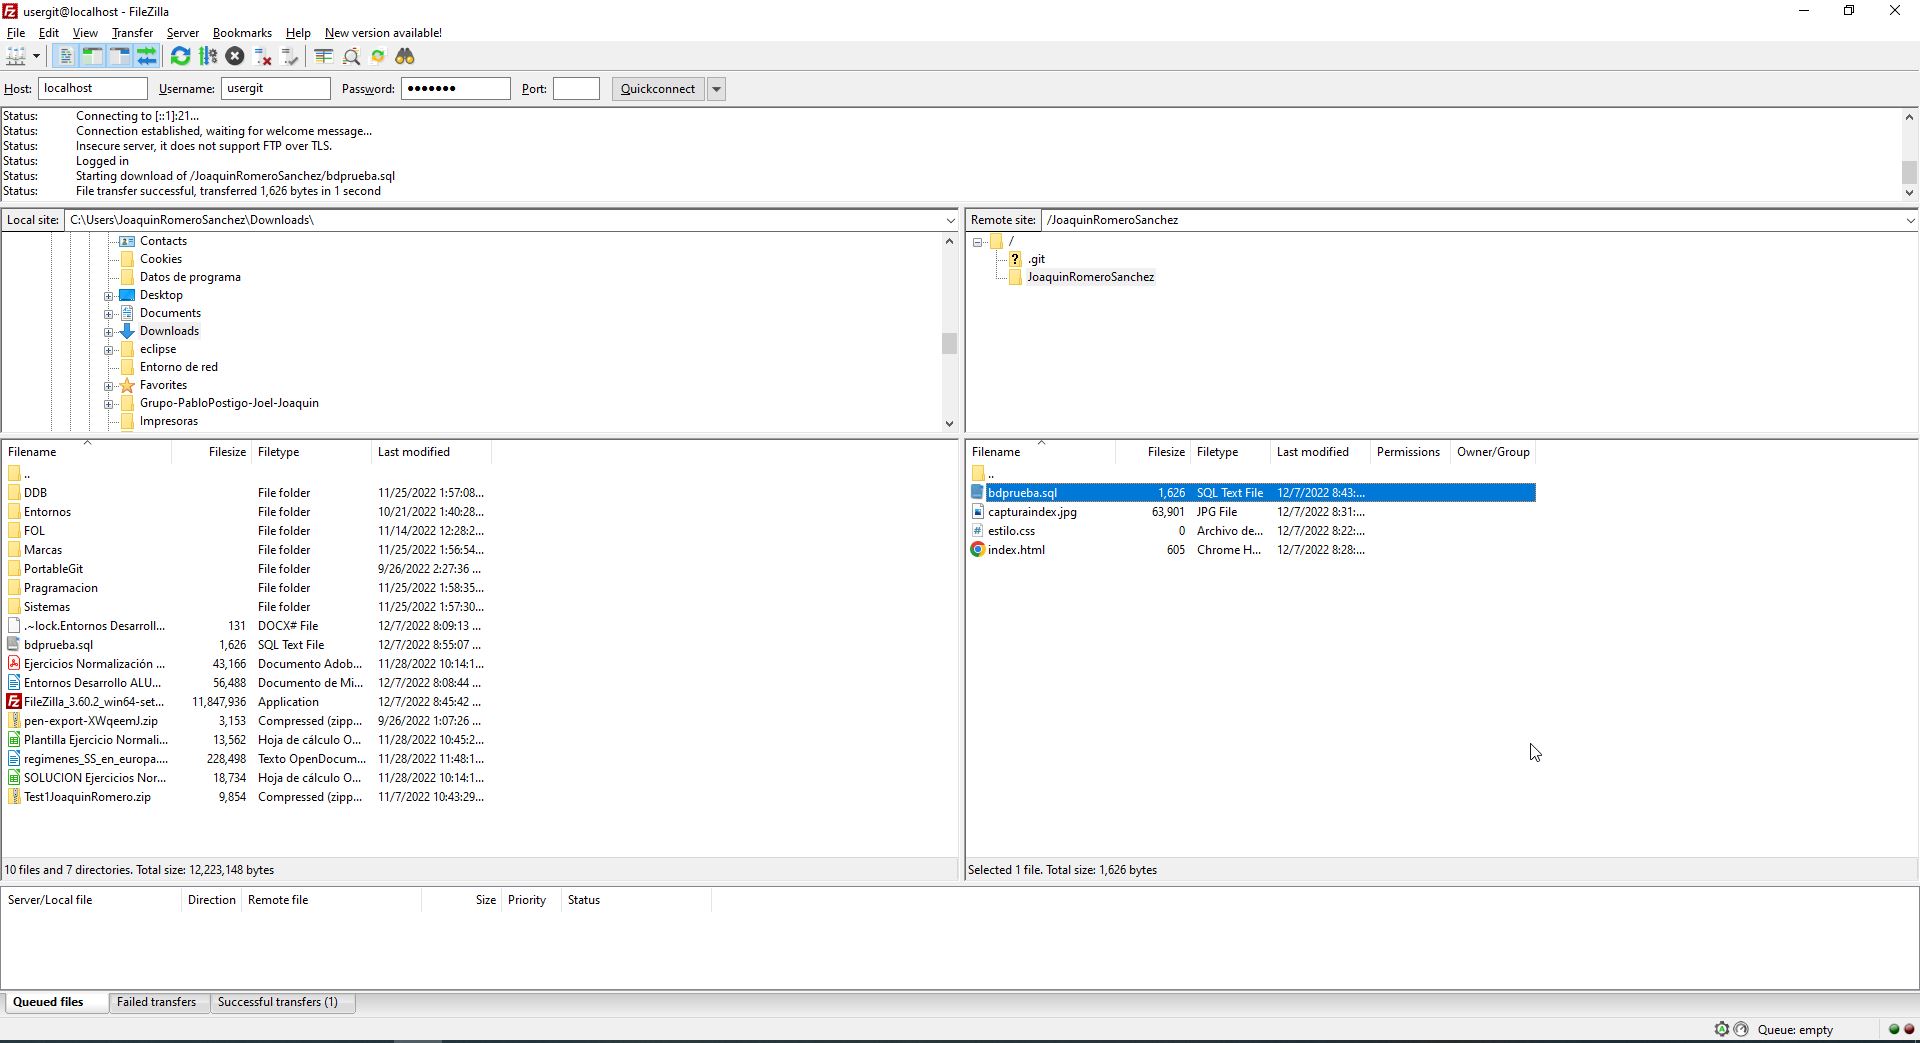 usergit@localhost - FileZilla
File Edit View Transfer Server Bookmarks Help New version available!
Host: localhost Username: usergit Password: ●●●●●●● Port: Quickconnect
Status: Connecting to [::1]:21...
Status: Connection established, waiting for welcome message...
Status: Insecure server, it does not support FTP over TLS.
Status: Logged in
Status: Starting download of /JoaquinRomeroSanchez/bdprueba.sql
Status: File transfer successful, transferred 1,626 bytes in 1 second
Local site: C:\Users\JoaquinRomeroSanchez\Downloads\
Contacts
Cookies
Datos de programa
Desktop
Documents
Downloads
eclipse
Entorno de red
Favorites
Grupo-PabloPostigo-Joel-Joaquin
Impresoras
Remote site: /JoaquinRomeroSanchez
/
? .git
JoaquinRomeroSanchez
Filename Filesize Filetype Last modified
..
DDB File folder 11/25/2022 1:57:08...
Entornos File folder 10/21/2022 1:40:28...
FOL File folder 11/14/2022 12:28:2...
Marcas File folder 11/25/2022 1:56:54...
PortableGit File folder 9/26/2022 2:27:36 ...
Pragramacion File folder 11/25/2022 1:58:35...
Sistemas File folder 11/25/2022 1:57:30...
.~lock.Entornos Desarroll... 131 DOCX# File 12/7/2022 8:09:13 ...
bdprueba.sql 1,626 SQL Text File 12/7/2022 8:55:07 ...
Ejercicios Normalización ... 43,166 Documento Adob... 11/28/2022 10:14:1...
Entornos Desarrollo ALU... 56,488 Documento de Mi... 12/7/2022 8:08:44 ...
FileZilla_3.60.2_win64-set... 11,847,936 Application 12/7/2022 8:45:42 ...
pen-export-XWqeemJ.zip 3,153 Compressed (zipp... 9/26/2022 1:07:26 ...
Plantilla Ejercicio Normali... 13,562 Hoja de cálculo O... 11/28/2022 10:45:2...
regimenes_SS_en_europa.... 228,498 Texto OpenDocum... 11/28/2022 11:48:1...
SOLUCION Ejercicios Nor... 18,734 Hoja de cálculo O... 11/28/2022 10:14:1...
Test1JoaquinRomero.zip 9,854 Compressed (zipp... 11/7/2022 10:43:29...
10 files and 7 directories. Total size: 12,223,148 bytes
Filename Filesize Filetype Last modified Permissions Owner/Group
..
bdprueba.sql 1,626 SQL Text File 12/7/2022 8:43:...
capturaindex.jpg 63,901 JPG File 12/7/2022 8:31:...
estilo.css 0 Archivo de... 12/7/2022 8:22:...
index.html 605 Chrome H... 12/7/2022 8:28:...
Selected 1 file. Total size: 1,626 bytes
Server/Local file Direction Remote file Size Priority Status
Queued files Failed transfers Successful transfers (1)
Queue: empty